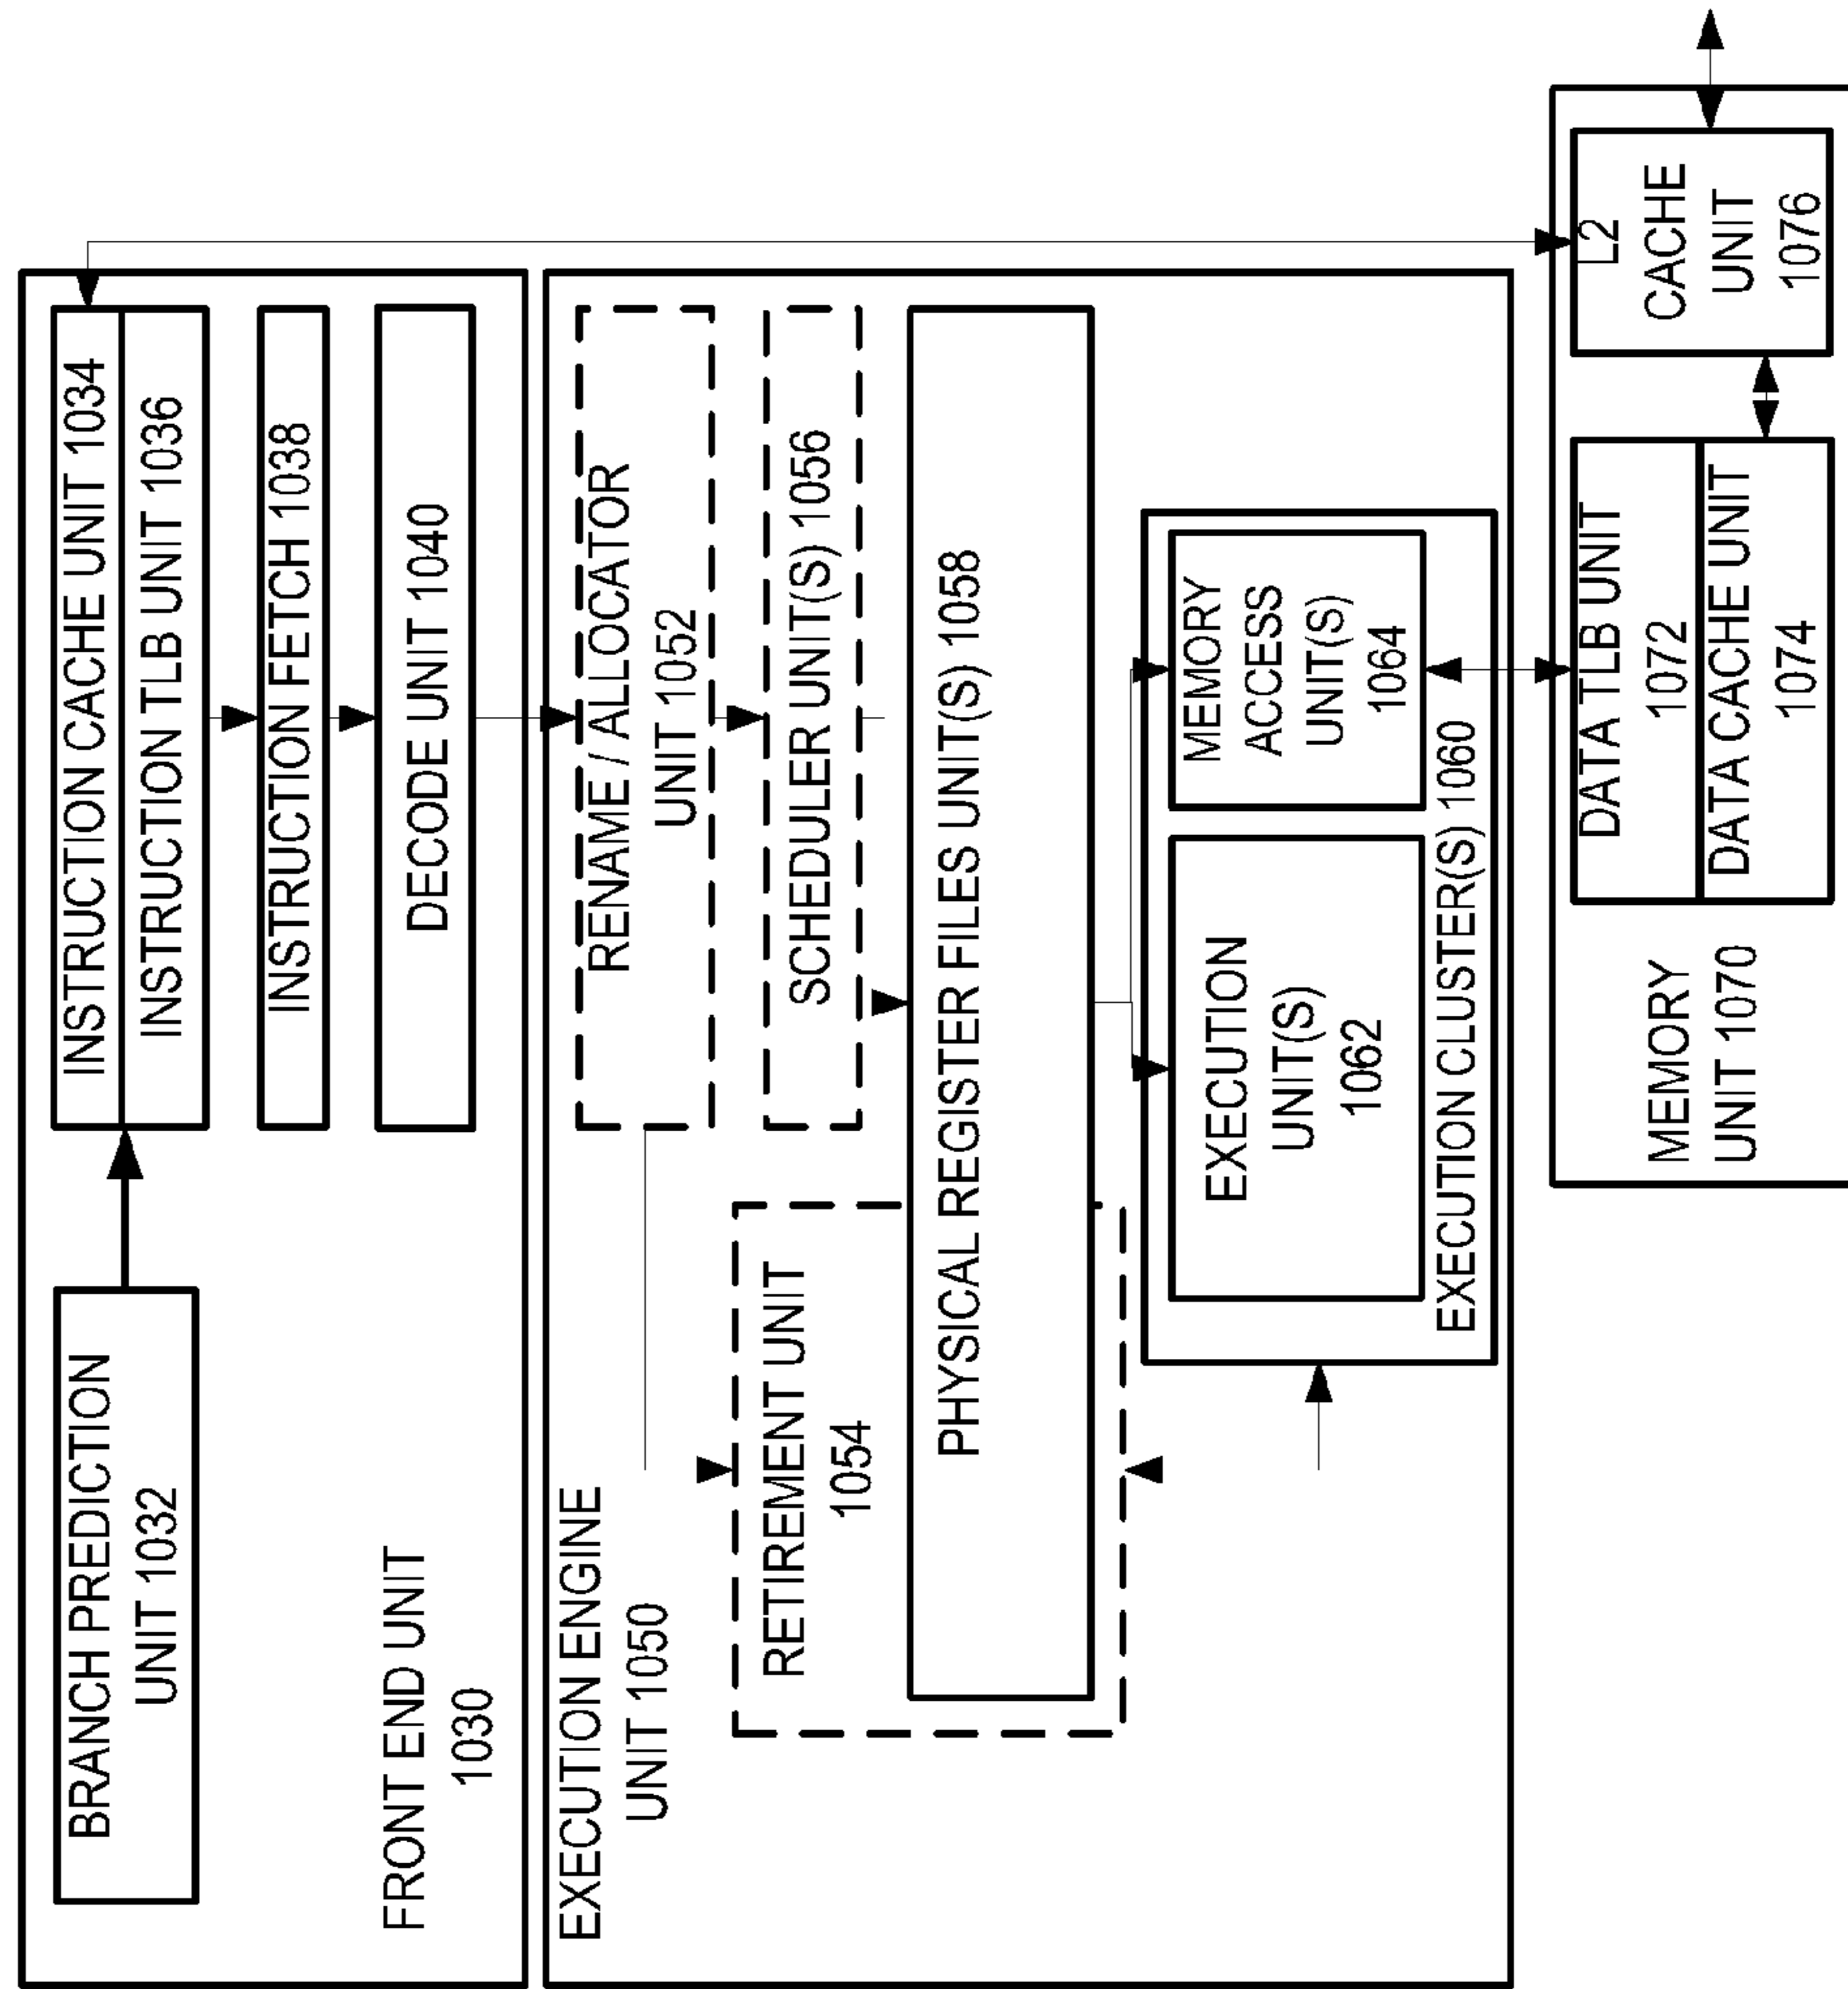 BRANCH PREDICTION
UNIT 1032
INSTRUCTION CACHE UNIT 1034
INSTRUCTION TLB UNIT 1036
INSTRUCTION FETCH 1038
DECODE UNIT 1040
FRONT END UNIT
1030
EXECUTION ENGINE
UNIT 1050
RENAME / ALLOCATOR
UNIT 1052
RETIREMENT UNIT
1054
SCHEDULER UNIT(S) 1056
PHYSICAL REGISTER FILES UNIT(S) 1058
EXECUTION
UNIT(S)
1062
MEMORY
ACCESS
UNIT(S)
1064
EXECUTION CLUSTER(S) 1060
MEMORY
UNIT 1070
DATA TLB UNIT
1072
DATA CACHE UNIT
1074
L2
CACHE
UNIT
1076